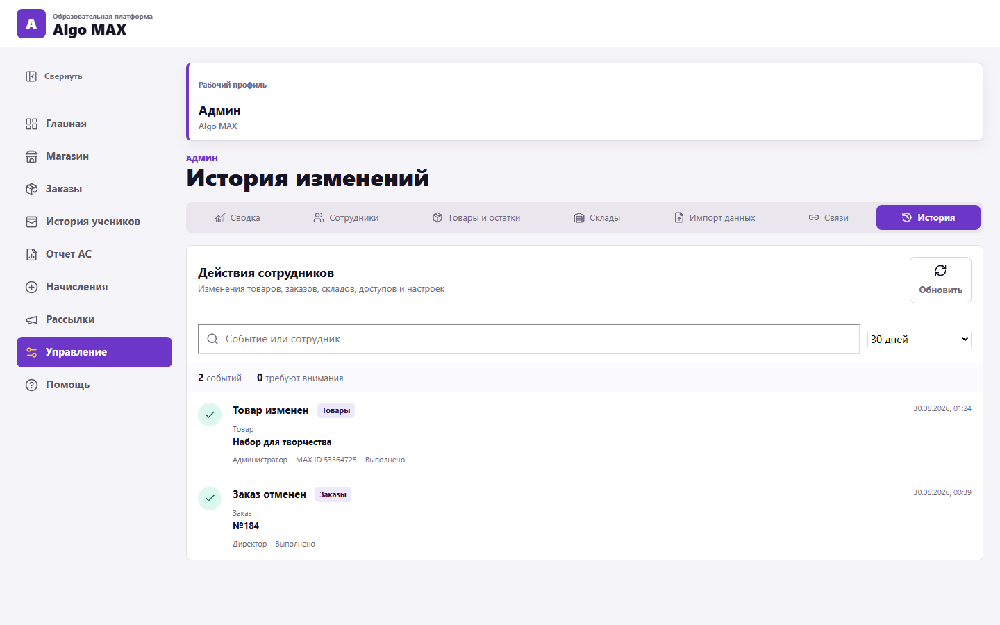 A
Образовательная платформа
Algo MAX
Свернуть
Главная
Магазин
Заказы
История учеников
Отчет АС
Начисления
Рассылки
Управление
Помощь
Рабочий профиль
Админ
Algo MAX
АДМИН
История изменений
Сводка
Сотрудники
Товары и остатки
Склады
Импорт данных
Связи
История
Действия сотрудников
Изменения товаров, заказов, складов, доступов и настроек
Обновить
Событие или сотрудник
30 дней
2 событий 0 требуют внимания
Товар изменен Товары 30.08.2026, 01:24
Товар
Набор для творчества
Администратор MAX ID 53364725 Выполнено
Заказ отменен Заказы 30.08.2026, 00:39
Заказ
№184
Директор Выполнено